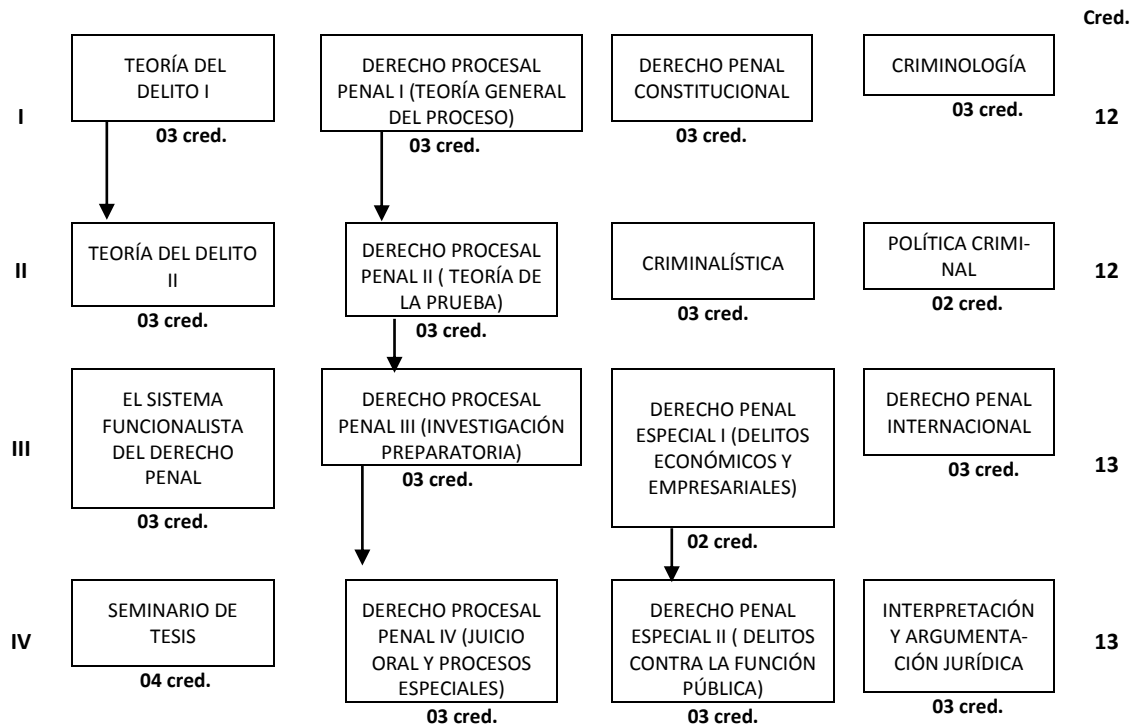 Cred.
I
TEORÍA DEL
DELITO I
03 cred.
DERECHO PROCESAL
PENAL I (TEORÍA GENERAL
DEL PROCESO)
03 cred.
DERECHO PENAL
CONSTITUCIONAL
03 cred.
CRIMINOLOGÍA
03 cred.
12
II
TEORÍA DEL DELITO
II
03 cred.
DERECHO PROCESAL
PENAL II ( TEORÍA DE
LA PRUEBA)
03 cred.
CRIMINALÍSTICA
03 cred.
POLÍTICA CRIMI-
NAL
02 cred.
12
III
EL SISTEMA
FUNCIONALISTA
DEL DERECHO
PENAL
03 cred.
DERECHO PROCESAL
PENAL III (INVESTIGACIÓN
PREPARATORIA)
03 cred.
DERECHO PENAL
ESPECIAL I (DELITOS
ECONÓMICOS Y
EMPRESARIALES)
02 cred.
DERECHO PENAL
INTERNACIONAL
03 cred.
13
IV
SEMINARIO DE
TESIS
04 cred.
DERECHO PROCESAL
PENAL IV (JUICIO
ORAL Y PROCESOS
ESPECIALES)
03 cred.
DERECHO PENAL
ESPECIAL II ( DELITOS
CONTRA LA FUNCIÓN
PÚBLICA)
03 cred.
INTERPRETACIÓN
Y ARGUMENTA-
CIÓN JURÍDICA
03 cred.
13